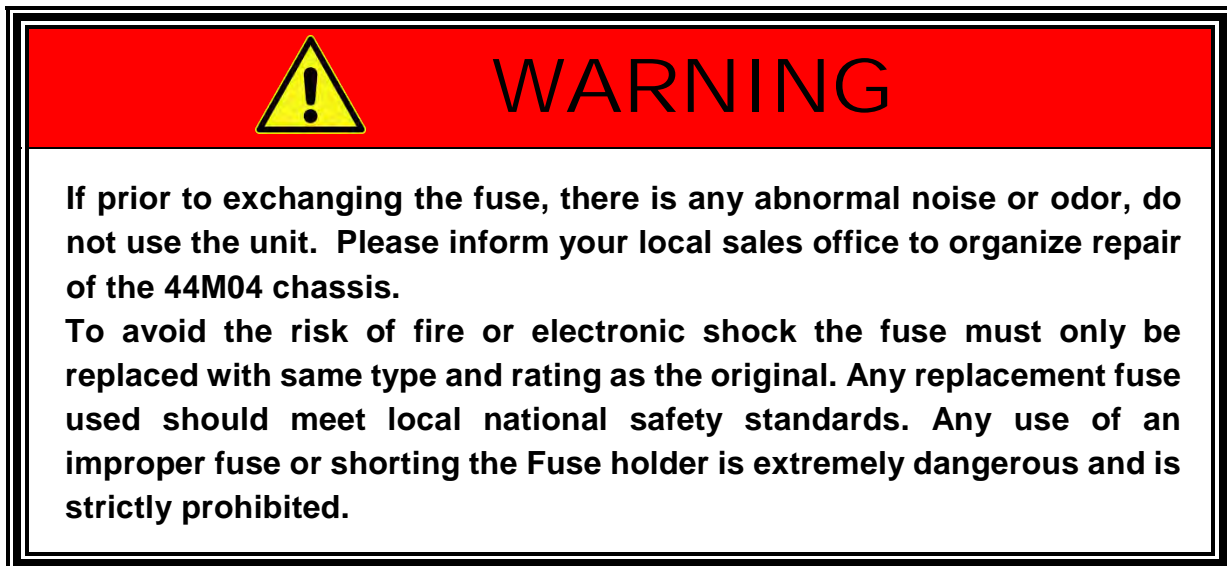 WARNING
If prior to exchanging the fuse, there is any abnormal noise or odor, do
not use the unit.  Please inform your local sales office to organize repair
of the 44M04 chassis.
To avoid the risk of fire or electronic shock the fuse must only be
replaced with same type and rating as the original. Any replacement fuse
used should meet local national safety standards. Any use of an
improper fuse or shorting the Fuse holder is extremely dangerous and is
strictly prohibited.